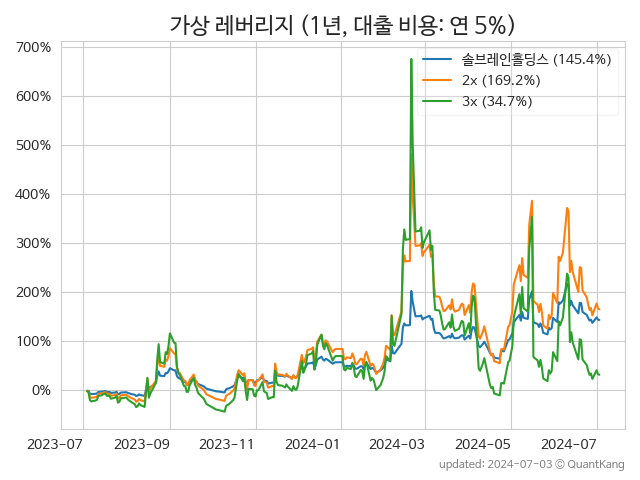 가상 레버리지 (1년, 대출 비용: 연 5%)
700%
600%
500%
400%
300%
200%
100%
0%
솔브레인홀딩스 (145.4%)
2x (169.2%)
3x (34.7%)
2023-07 2023-09 2023-11 2024-01 2024-03 2024-05 2024-07
updated: 2024-07-03 © QuantKang